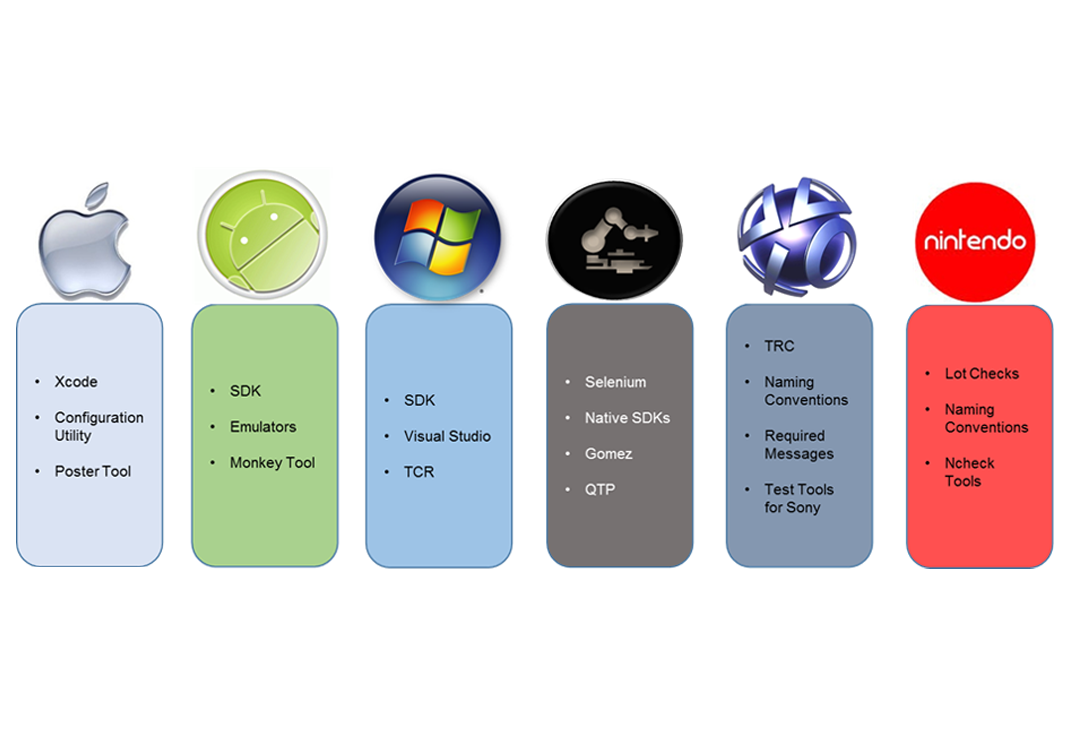 nintendo
• Xcode
• Configuration
Utility
• Poster Tool
• SDK
• Emulators
• Monkey Tool
• SDK
• Visual Studio
• TCR
• Selenium
• Native SDKs
• Gomez
• QTP
• TRC
• Naming
Conventions
• Required
Messages
• Test Tools
for Sony
• Lot Checks
• Naming
Conventions
• Ncheck
Tools